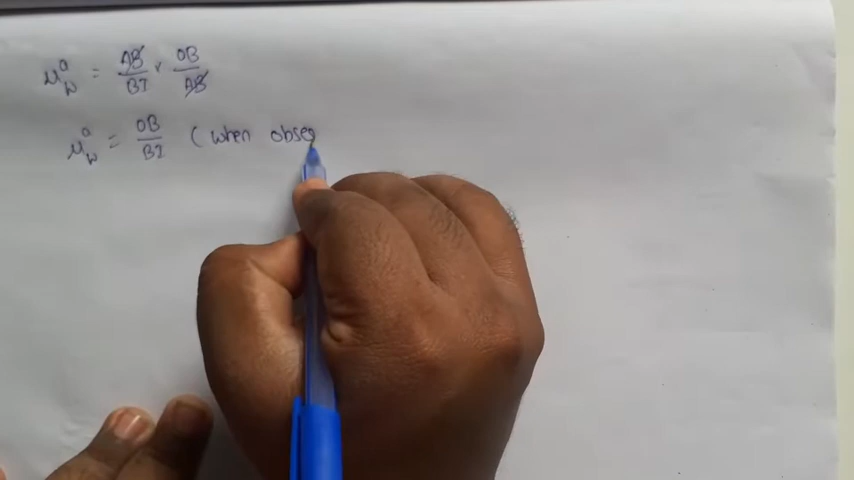 μ^a_w = AB/BI × OB/AB
μ^a_w = OB/BI (when obse